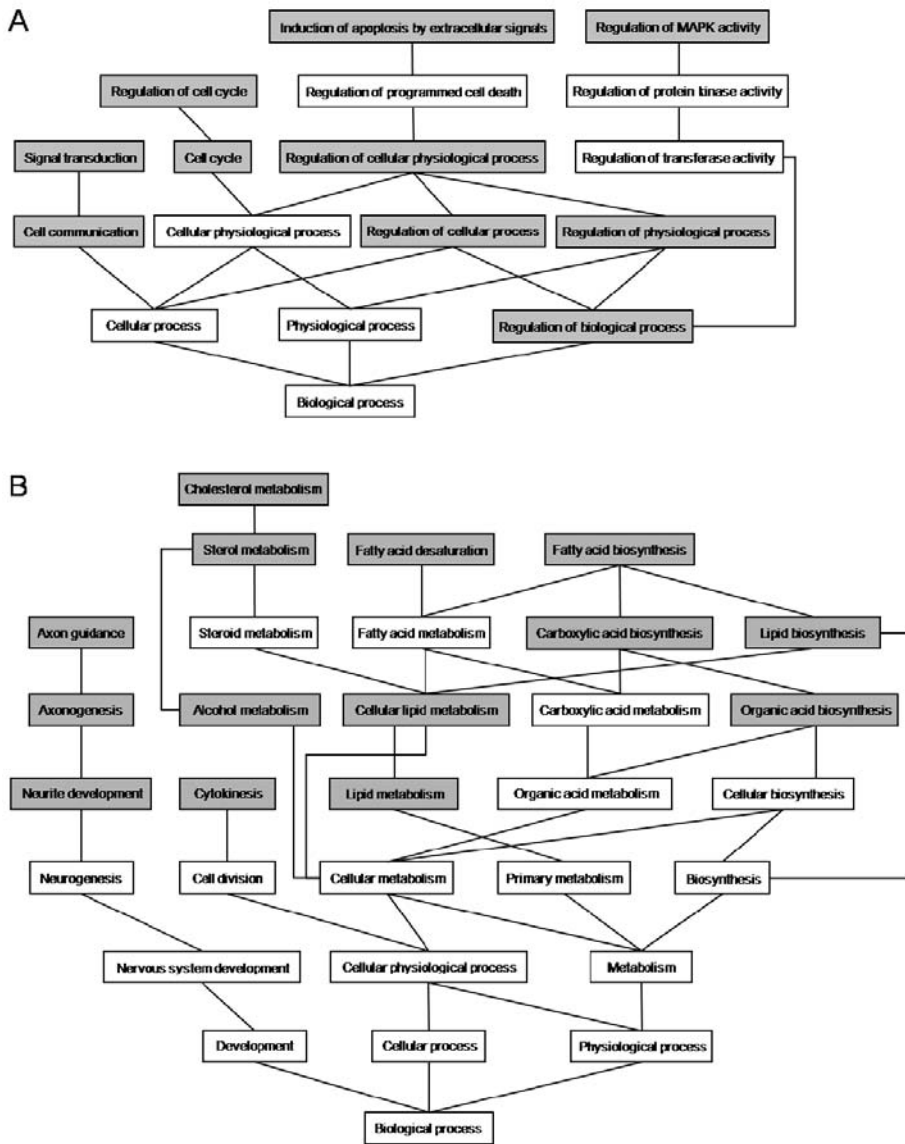 A
Induction of apoptosis by extracellular signals
Regulation of MAPK activity
Regulation of cell cycle
Regulation of programmed cell death
Regulation of protein kinase activity
Signal transduction
Cell cycle
Regulation of cellular physiological process
Regulation of transferase activity
Cell communication
Cellular physiological process
Regulation of cellular process
Regulation of physiological process
Cellular process
Physiological process
Regulation of biological process
Biological process
B
Cholesterol metabolism
Sterol metabolism
Fatty acid desaturation
Fatty acid biosynthesis
Axon guidance
Steroid metabolism
Fatty acid metabolism
Carboxylic acid biosynthesis
Lipid biosynthesis
Axonogenesis
Alcohol metabolism
Cellular lipid metabolism
Carboxylic acid metabolism
Organic acid biosynthesis
Neurite development
Cytokinesis
Lipid metabolism
Organic acid metabolism
Cellular biosynthesis
Neurogenesis
Cell division
Cellular metabolism
Primary metabolism
Biosynthesis
Nervous system development
Cellular physiological process
Metabolism
Development
Cellular process
Physiological process
Biological process